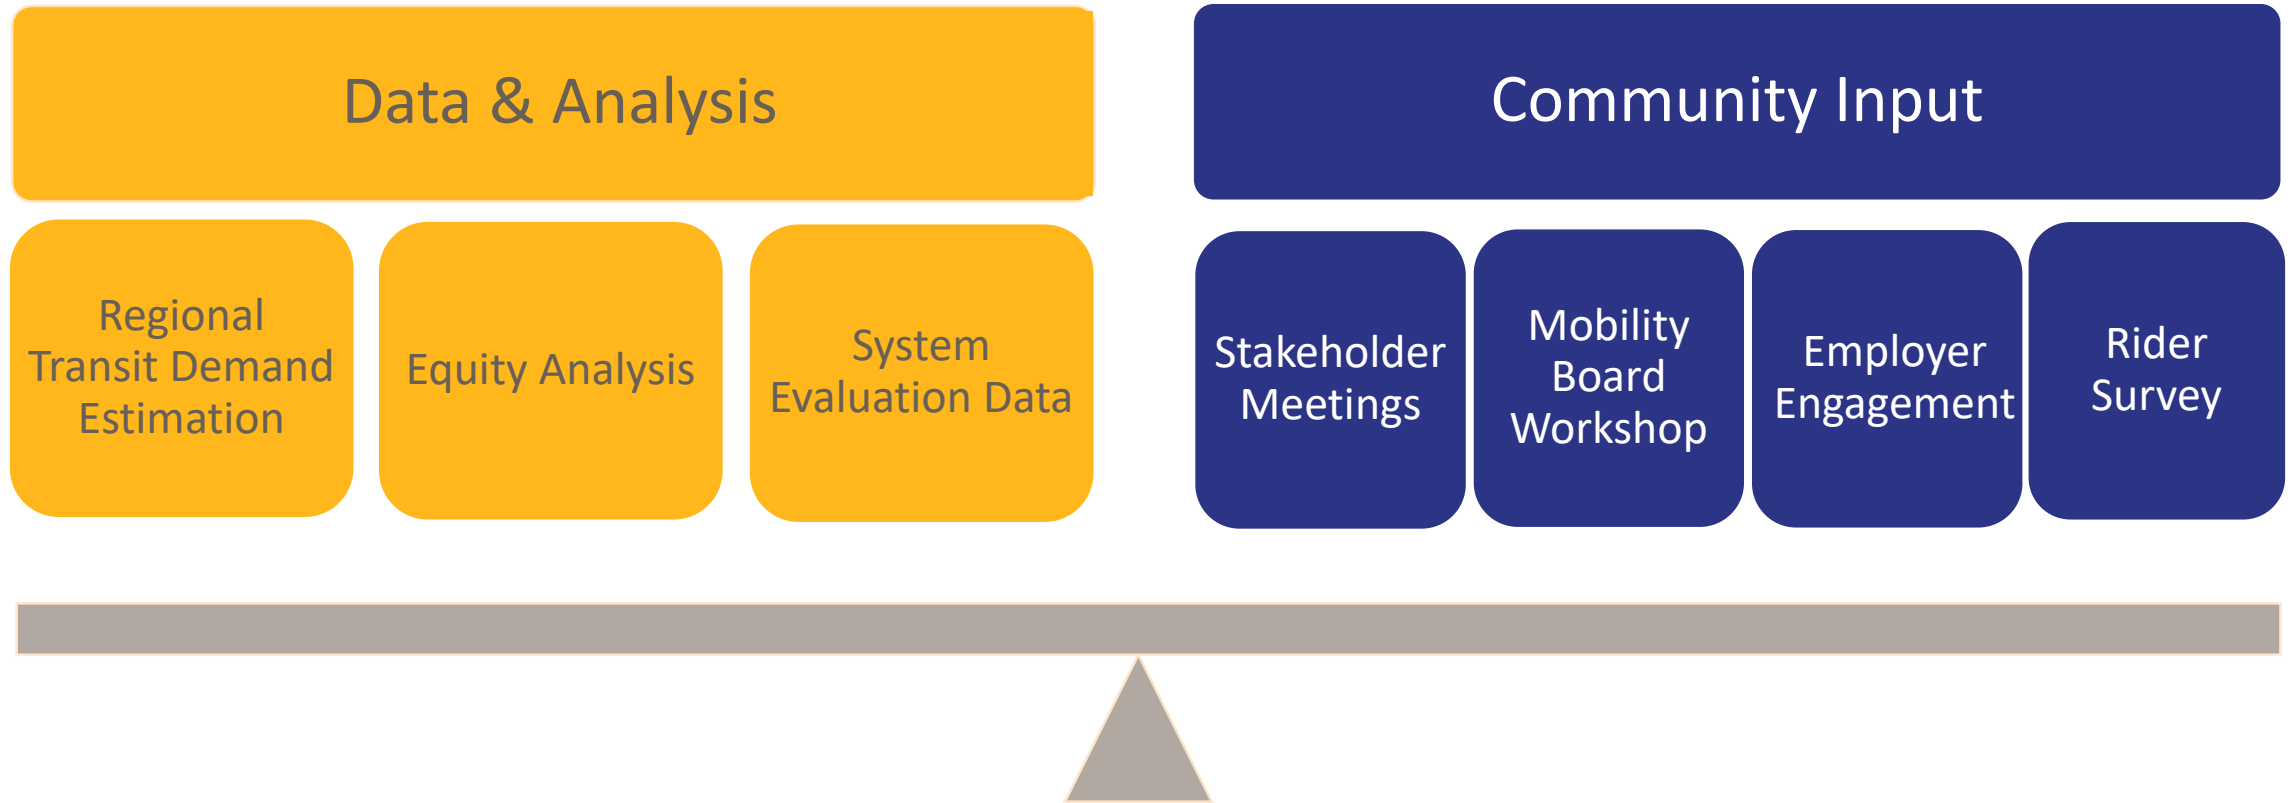 Data & Analysis
Community Input
Regional
Transit Demand
Estimation
Equity Analysis
System
Evaluation Data
Stakeholder
Meetings
Mobility
Board
Workshop
Employer
Engagement
Rider
Survey